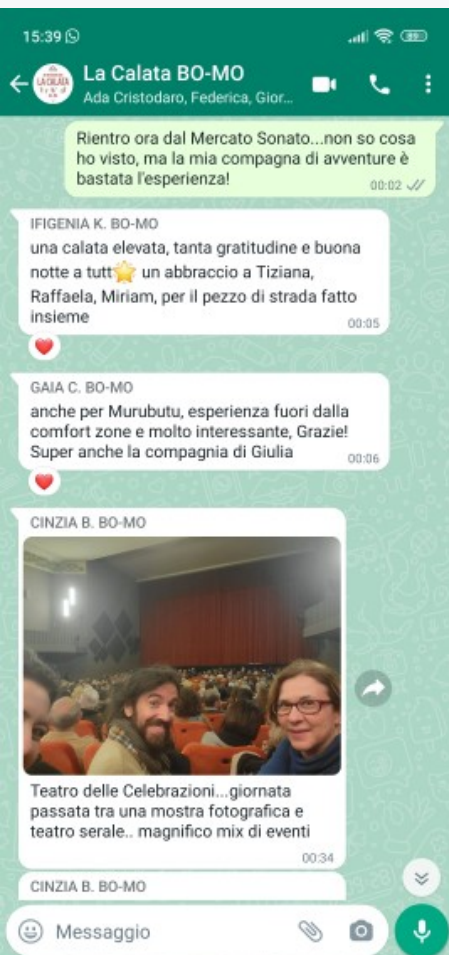 15:39
89
LA CALATA
La Calata BO-MO
Ada Cristodaro, Federica, Gior...
Rientro ora dal Mercato Sonato...non so cosa
ho visto, ma la mia compagna di avventure è
bastata l'esperienza!
00:02
IFIGENIA K. BO-MO
una calata elevata, tanta gratitudine e buona
notte a tutt⭐ un abbraccio a Tiziana,
Raffaela, Miriam, per il pezzo di strada fatto
insieme
00:05
GAIA C. BO-MO
anche per Murubutu, esperienza fuori dalla
comfort zone e molto interessante, Grazie!
Super anche la compagnia di Giulia
00:06
CINZIA B. BO-MO
Teatro delle Celebrazioni...giornata
passata tra una mostra fotografica e
teatro serale.. magnifico mix di eventi
00:34
CINZIA B. BO-MO
Messaggio